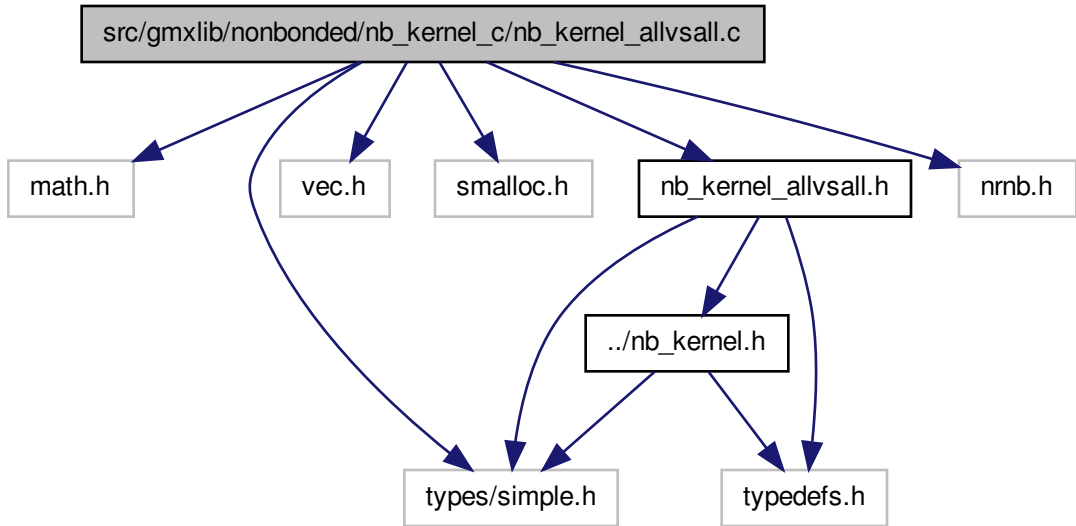 src/gmxlib/nonbonded/nb_kernel_c/nb_kernel_allvsall.c
math.h
vec.h
smalloc.h
nb_kernel_allvsall.h
nrnb.h
../nb_kernel.h
types/simple.h
typedefs.h